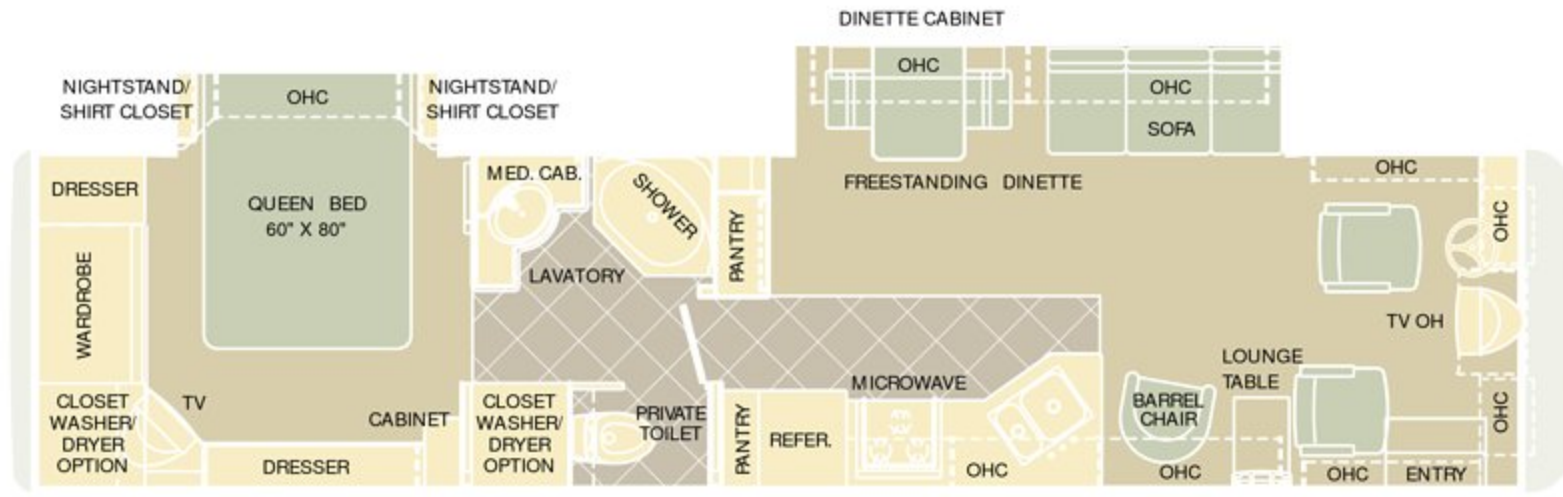 DINETTE CABINET
NIGHTSTAND/
SHIRT CLOSET
OHC
NIGHTSTAND/
SHIRT CLOSET
OHC
OHC
SOFA
DRESSER
QUEEN BED
60" X 80"
MED. CAB.
SHOWER
FREESTANDING DINETTE
OHC
OHC
WARDROBE
LAVATORY
PANTRY
TV OH
LOUNGE
TABLE
MICROWAVE
CLOSET
WASHER/
DRYER
OPTION
TV
CABINET
CLOSET
WASHER/
DRYER
OPTION
PRIVATE
TOILET
PANTRY
REFER.
BARREL
CHAIR
OHC
DRESSER
OHC
OHC
OHC
ENTRY